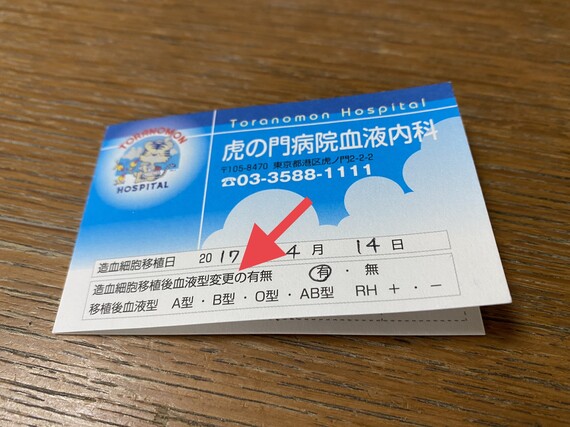 TORANOMON
HOSPITAL
Toranomon Hospital
虎の門病院血液内科
〒105-8470 東京都港区虎ノ門2-2-2
☎03-3588-1111
造血細胞移植日 2017 4月 14日
造血細胞移植後血液型変更の有無 有・無
移植後血液型 A型・B型・O型・AB型 RH +・-